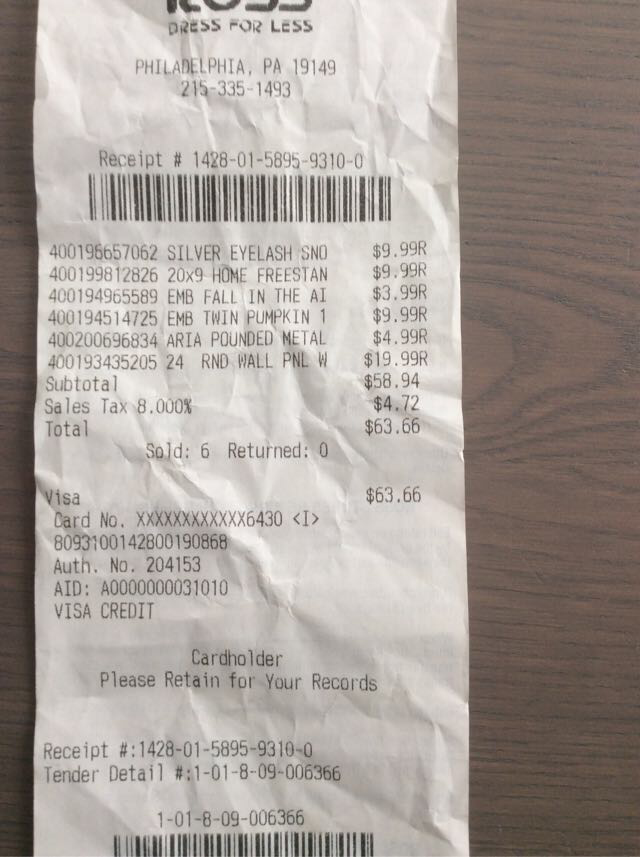 ROSS
DRESS FOR LESS
PHILADELPHIA, PA 19149
215-335-1493
Receipt # 1428-01-5895-9310-0
400196657062 SILVER EYELASH SNO $9.99R
400199812826 20x9 HOME FREESTAN $9.99R
400194965589 EMB FALL IN THE AI $3.99R
400194514725 EMB TWIN PUMPKIN 1 $9.99R
400200696834 ARIA POUNDED METAL $4.99R
400193435205 24 RND WALL PNL W $19.99R
Subtotal $58.94
Sales Tax 8.000% $4.72
Total $63.66
Sold: 6 Returned: 0
Visa $63.66
Card No. XXXXXXXXXXXX6430 <I>
8093100142800190868
Auth. No. 204153
AID: A0000000031010
VISA CREDIT
Cardholder
Please Retain for Your Records
Receipt #:1428-01-5895-9310-0
Tender Detail #:1-01-8-09-006366
1-01-8-09-006366